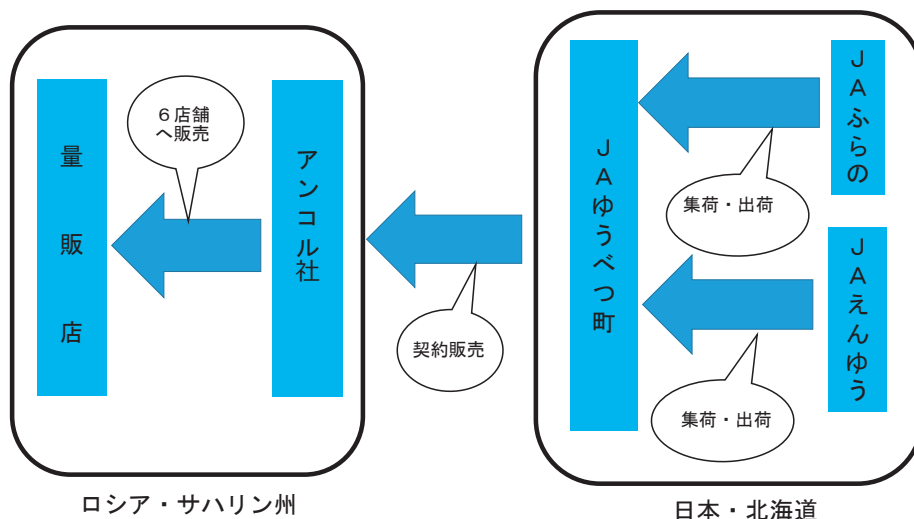 量販店
６店舗
へ販売
アンコル社
契約販売
ＪＡゆうべつ町
集荷・出荷
集荷・出荷
ＪＡふらの
ＪＡえんゆう
ロシア・サハリン州
日本・北海道